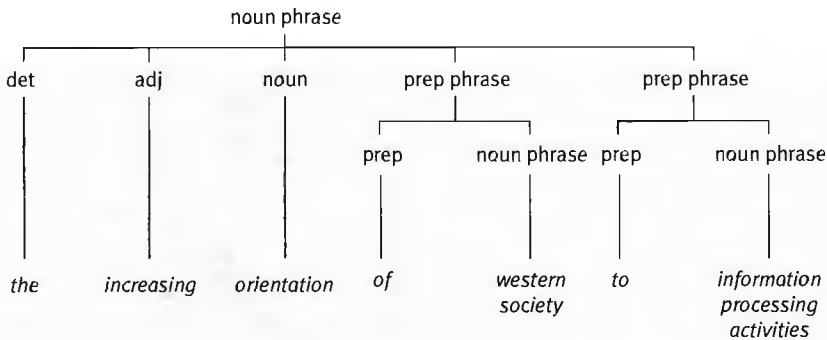 noun phrase
det adj noun prep phrase prep phrase
prep noun phrase prep noun phrase
the increasing orientation of western to information
society processing
activities